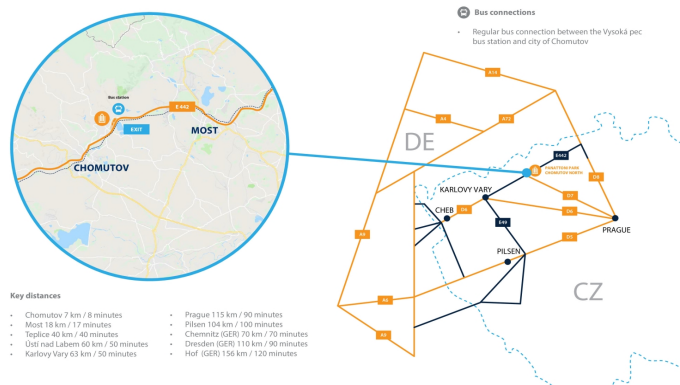 Bus connections
• Regular bus connection between the Vysoká pec
bus station and city of Chomutov
Bus station
E 442
EXIT
MOST
CHOMUTOV
A14
A4
A72
DE
E442
PANATTONI PARK
CHOMUTOV NORTH
D8
KARLOVY VARY
D7
CHEB
D6
D6
E49
PRAGUE
A9
D5
PILSEN
CZ
A6
A3
Key distances
• Chomutov 7 km / 8 minutes
• Most 18 km / 17 minutes
• Teplice 40 km / 40 minutes
• Ústí nad Labem 60 km / 50 minutes
• Karlovy Vary 63 km / 50 minutes
• Prague 115 km / 90 minutes
• Pilsen 104 km / 100 minutes
• Chemnitz (GER) 70 km / 70 minutes
• Dresden (GER) 110 km / 90 minutes
• Hof (GER) 156 km / 120 minutes